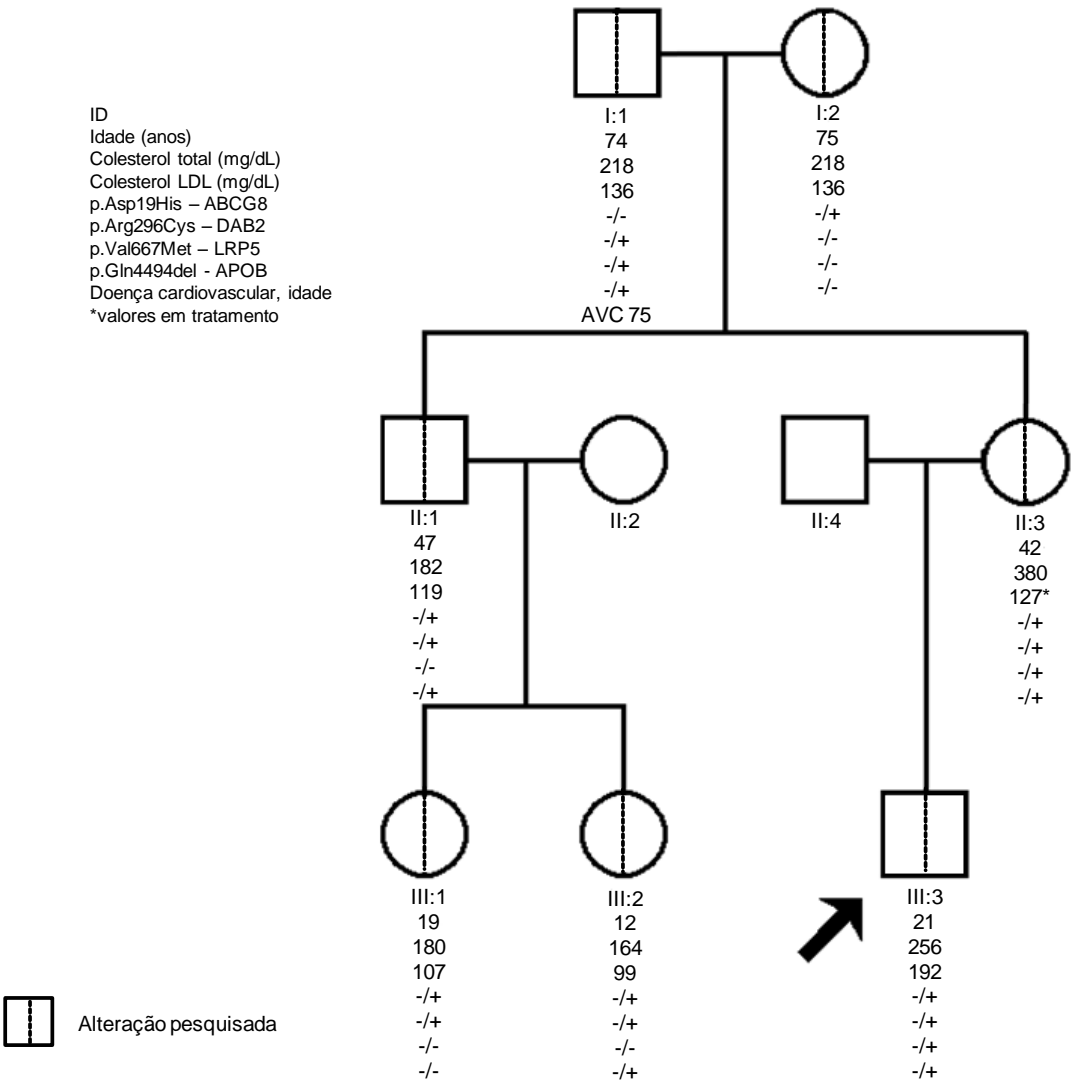 ID
Idade (anos)
Colesterol total (mg/dL)
Colesterol LDL (mg/dL)
p.Asp19His – ABCG8
p.Arg296Cys – DAB2
p.Val667Met – LRP5
p.Gln4494del - APOB
Doença cardiovascular, idade
*valores em tratamento
I:1
74
218
136
-/-
-/+
-/+
-/+
AVC 75
I:2
75
218
136
-/+
-/-
-/-
-/-
II:1
47
182
119
-/+
-/+
-/-
-/+
II:2
II:4
II:3
42
380
127*
-/+
-/+
-/+
-/+
III:1
19
180
107
-/+
-/+
-/-
-/-
III:2
12
164
99
-/+
-/+
-/-
-/+
III:3
21
256
192
-/+
-/+
-/+
-/+
Alteração pesquisada